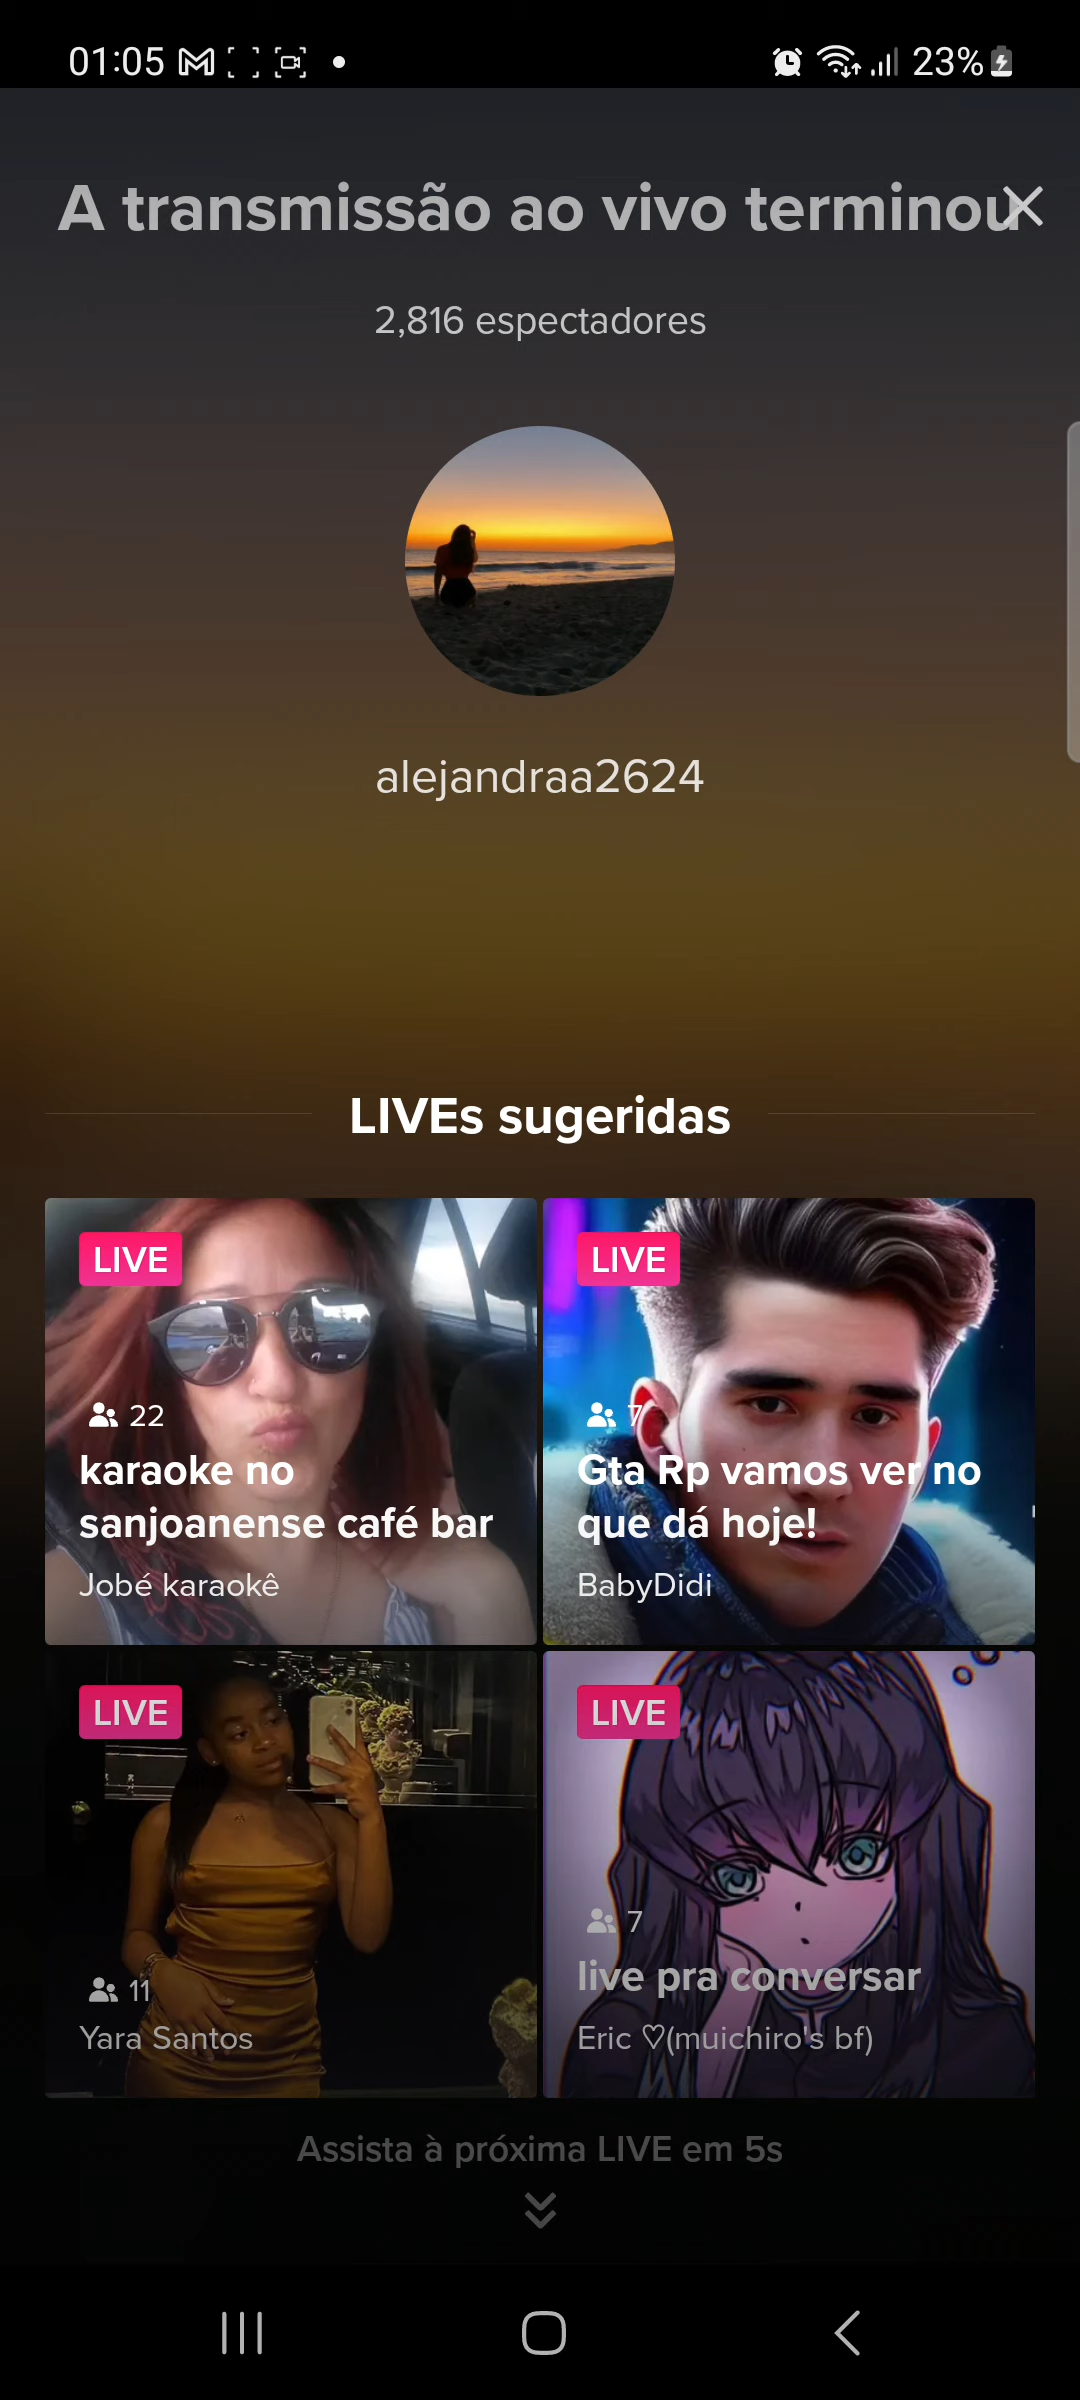 01:05
23%
A transmissão ao vivo terminou
2,816 espectadores
alejandraa2624
LIVEs sugeridas
LIVE
22
karaoke no
sanjoanense café bar
Jobé karaokê
LIVE
7
Gta Rp vamos ver no
que dá hoje!
BabyDidi
LIVE
11
Yara Santos
LIVE
7
live pra conversar
Eric ♡(muichiro's bf)
Assista à próxima LIVE em 5s